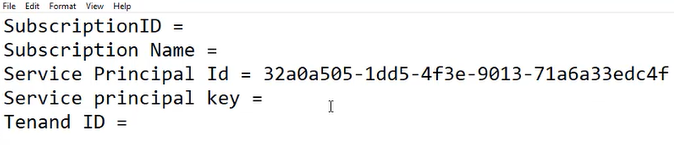 File Edit Format View Help
SubscriptionID =
Subscription Name =
Service Principal Id = 32a0a505-1dd5-4f3e-9013-71a6a33edc4f
Service principal key =
Tenand ID =